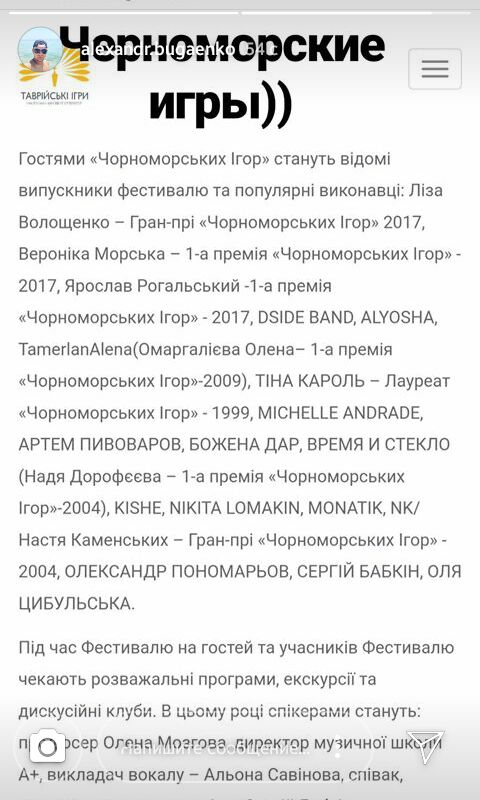 Черноморские
alexandr.bugaenko
игры))
ТАВРІЙСЬКІ ІГРИ
Гостями «Чорноморських Ігор» стануть відомі
випускники фестивалю та популярні виконавці: Ліза
Волощенко – Гран-прі «Чорноморських Ігор» 2017,
Вероніка Морська – 1-а премія «Чорноморських Ігор» -
2017, Ярослав Рогальський -1-а премія
«Чорноморських Ігор» - 2017, DSIDE BAND, ALYOSHA,
TamerlanAlena(Омаргалієва Олена– 1-а премія
«Чорноморських Ігор»-2009), ТІНА КАРОЛЬ – Лауреат
«Чорноморських Ігор» - 1999, MICHELLE ANDRADE,
АРТЕМ ПИВОВАРОВ, БОЖЕНА ДАР, ВРЕМЯ И СТЕКЛО
(Надя Дорофєєва – 1-а премія «Чорноморських
Ігор»-2004), KISHE, NIKITA LOMAKIN, MONATIK, NK/
Настя Каменських – Гран-прі «Чорноморських Ігор» -
2004, ОЛЕКСАНДР ПОНОМАРЬОВ, СЕРГІЙ БАБКІН, ОЛЯ
ЦИБУЛЬСЬКА.
Під час Фестивалю на гостей та учасників Фестивалю
чекають розважальні програми, екскурсії та
дискусійні клуби. В цьому році спікерами стануть:
продюсер Олена Мозгова, директор музичної школи
Напишите сообщение...
А+, викладач вокалу – Альона Савінова, співак,